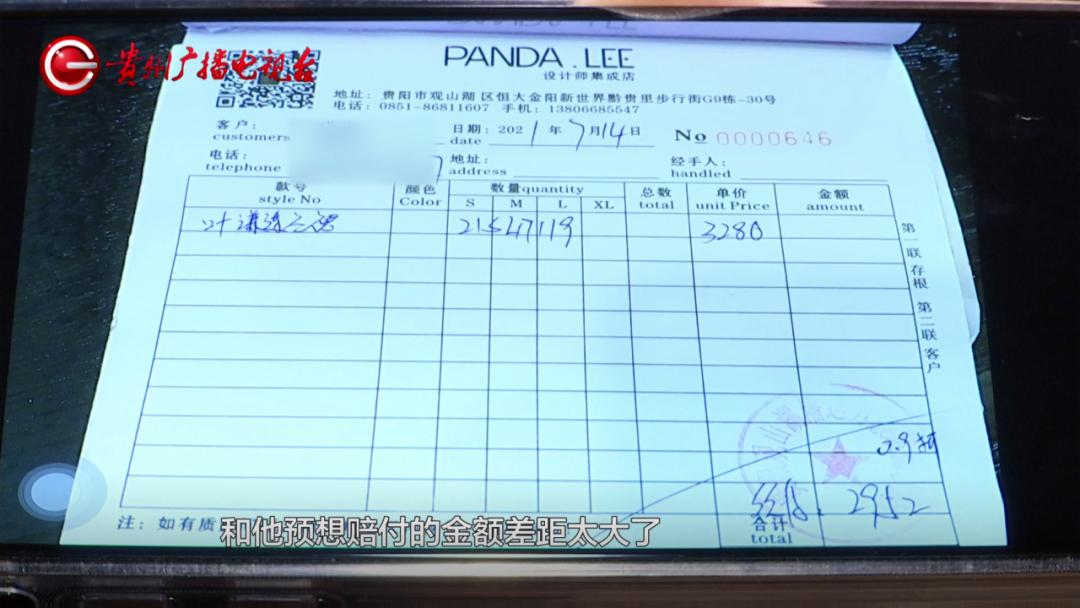 贵州广播电视台
PANDA.LEE
设计师集成店
地址: 贵阳市观山湖区恒大金阳新世界黔贵里步行街G9栋-30号
电话: 0851-86811607 手机: 13806685547
客户:
customers
日期: 2021年7月14日
date
No 0000646
电话:
telephone
地址:
address
经手人:
handled
款号
style No
颜色
Color
数量quantity
S M L XL
总数
total
单价
unit Price
金额
amount
21547119
3280
第一联存根 第二联客户
0.9折
2952
合计
total
注: 如有质
和他预想赔付的金额差距太大了